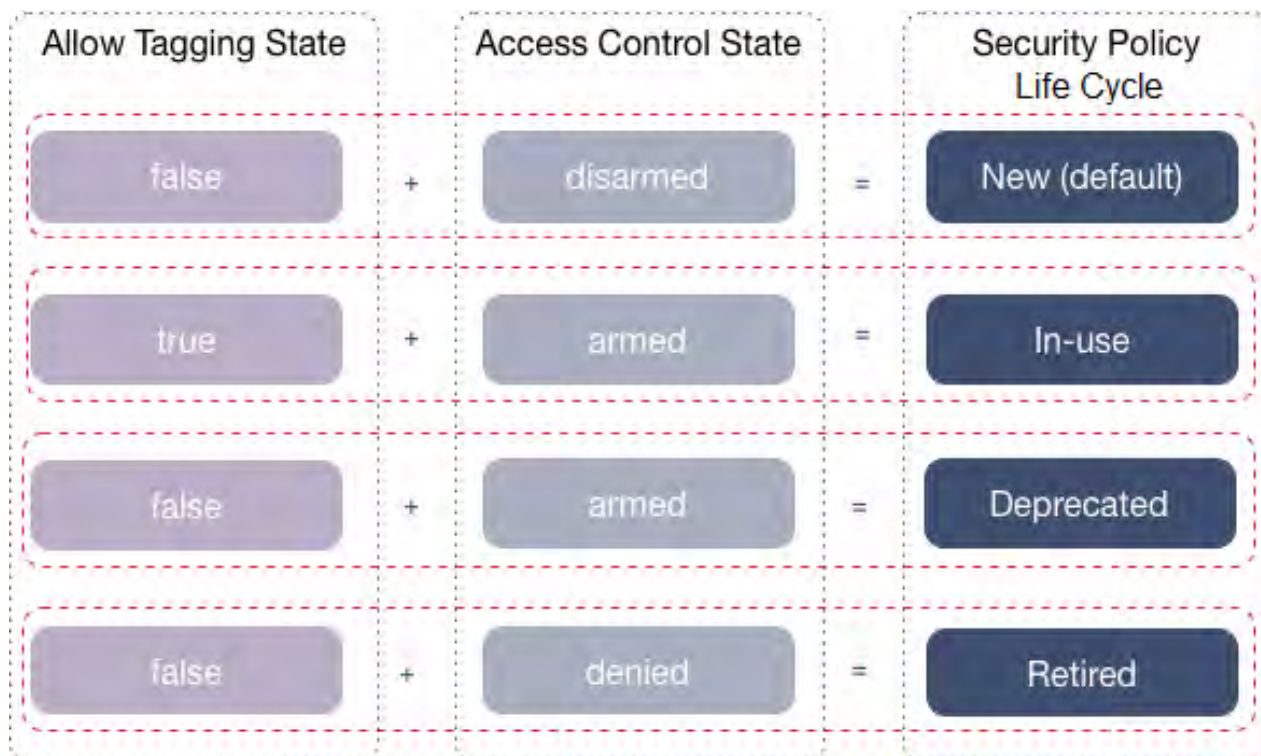 Allow Tagging State
Access Control State
Security Policy
Life Cycle
false + disarmed = New (default)
true + armed = In-use
false + armed = Deprecated
false + denied = Retired